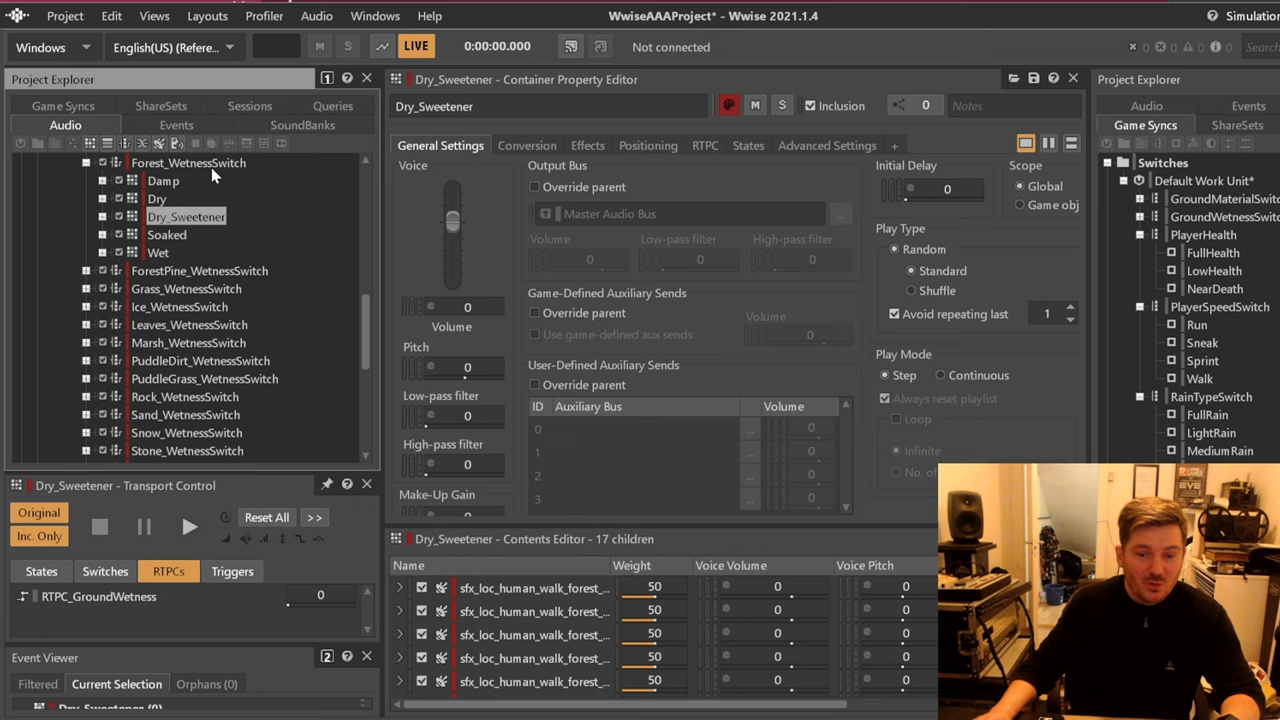 Project Edit Views Layouts Profiler Audio Windows Help WwiseAAAProject* - Wwise 2021.1.4 Simulation
Windows English(US) (Refere... M S LIVE 0:00:00.000 Not connected 0 0 0 0 Search
Project Explorer 1
Game Syncs ShareSets Sessions Queries
Audio Events SoundBanks
Forest_WetnessSwitch
Damp
Dry
Dry_Sweetener
Soaked
Wet
ForestPine_WetnessSwitch
Grass_WetnessSwitch
Ice_WetnessSwitch
Leaves_WetnessSwitch
Marsh_WetnessSwitch
PuddleDirt_WetnessSwitch
PuddleGrass_WetnessSwitch
Rock_WetnessSwitch
Sand_WetnessSwitch
Snow_WetnessSwitch
Stone_WetnessSwitch
Dry_Sweetener - Transport Control
Original
Inc. Only
Reset All >>
States Switches RTPCs Triggers
RTPC_GroundWetness 0
Event Viewer 2
Filtered Current Selection Orphans (0)
Dry_Sweetener (0)
Dry_Sweetener - Container Property Editor
Dry_Sweetener M S Inclusion 0 Notes
General Settings Conversion Effects Positioning RTPC States Advanced Settings +
Voice
0
Volume
Pitch
0
Low-pass filter
0
High-pass filter
0
Make-Up Gain
Output Bus
Override parent
Master Audio Bus ...
Volume Low-pass filter High-pass filter
0 0 0
Game-Defined Auxiliary Sends
Override parent Volume
Use game-defined aux sends 0
User-Defined Auxiliary Sends
Override parent
ID Auxiliary Bus Volume
0 ... 0
1 ... 0
2 ... 0
3 ... 0
Initial Delay
0
Scope
Global
Game obj
Play Type
Random
Standard
Shuffle
Avoid repeating last 1
Play Mode
Step Continuous
Always reset playlist
Loop
Infinite
No. of
Dry_Sweetener - Contents Editor - 17 children
Name Weight Voice Volume Voice Pitch
sfx_loc_human_walk_forest_... 50 0 0
sfx_loc_human_walk_forest_... 50 0 0
sfx_loc_human_walk_forest_... 50 0 0
sfx_loc_human_walk_forest_... 50 0 0
sfx_loc_human_walk_forest_... 50 0 0
Project Explorer
Audio Events
Game Syncs ShareSets
Switches
Default Work Unit*
GroundMaterialSwitc
GroundWetnessSwitc
PlayerHealth
FullHealth
LowHealth
NearDeath
PlayerSpeedSwitch
Run
Sneak
Sprint
Walk
RainTypeSwitch
FullRain
LightRain
MediumRain